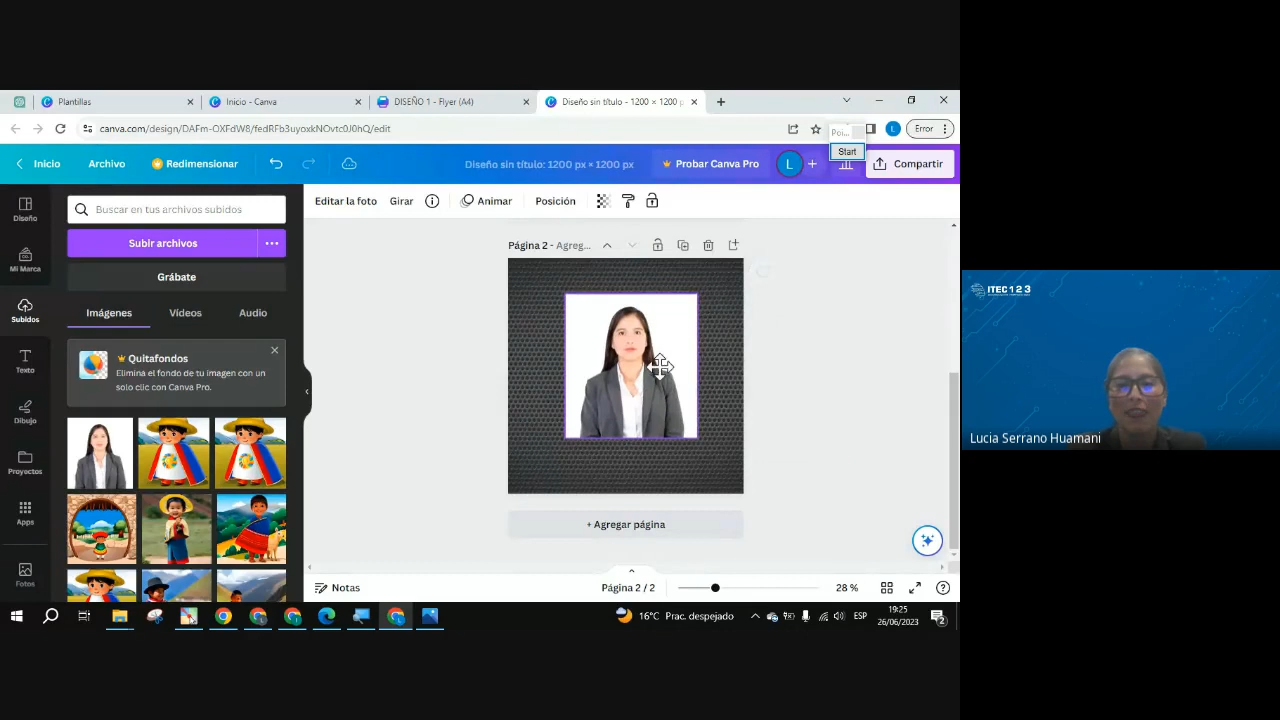 Plantillas
Inicio - Canva
DISEÑO 1 - Flyer (A4)
Diseño sin título - 1200 × 1200 p
canva.com/design/DAFm-OXFdW8/fedRFb3uyoxkNOvtc0J0hQ/edit
Poi...
Error
Start
Inicio
Archivo
Redimensionar
Diseño sin título: 1200 px × 1200 px
Probar Canva Pro
L
Compartir
Diseño
Mi Marca
Subidos
Texto
Dibujo
Proyectos
Apps
Fotos
Buscar en tus archivos subidos
Subir archivos
Grábate
Imágenes
Vídeos
Audio
Quitafondos
Elimina el fondo de tu imagen con un
solo clic con Canva Pro.
Editar la foto
Girar
Animar
Posición
Página 2 - Agreg...
+ Agregar página
Notas
Página 2 / 2
28 %
16°C Prac. despejado
ESP
19:25
26/06/2023
2
ITEC 1 2 3
Lucia Serrano Huamani